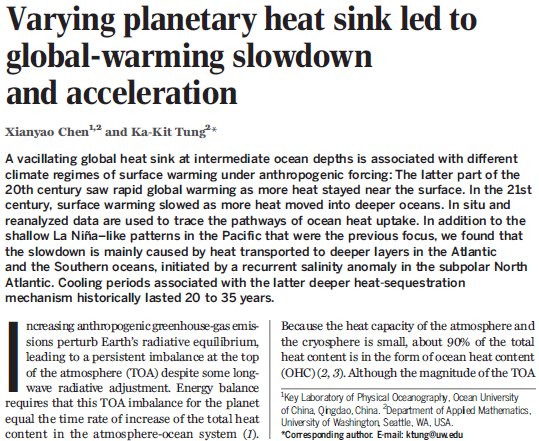 Varying planetary heat sink led to
global-warming slowdown
and acceleration
Xianyao Chen1,2 and Ka-Kit Tung2*
A vacillating global heat sink at intermediate ocean depths is associated with different
climate regimes of surface warming under anthropogenic forcing: The latter part of the
20th century saw rapid global warming as more heat stayed near the surface. In the 21st
century, surface warming slowed as more heat moved into deeper oceans. In situ and
reanalyzed data are used to trace the pathways of ocean heat uptake. In addition to the
shallow La Niña–like patterns in the Pacific that were the previous focus, we found that
the slowdown is mainly caused by heat transported to deeper layers in the Atlantic
and the Southern oceans, initiated by a recurrent salinity anomaly in the subpolar North
Atlantic. Cooling periods associated with the latter deeper heat-sequestration
mechanism historically lasted 20 to 35 years.
Increasing anthropogenic greenhouse-gas emis-
sions perturb Earth's radiative equilibrium,
leading to a persistent imbalance at the top
of the atmosphere (TOA) despite some long-
wave radiative adjustment. Energy balance
requires that this TOA imbalance for the planet
equal the time rate of increase of the total heat
content in the atmosphere-ocean system (1).
Because the heat capacity of the atmosphere and
the cryosphere is small, about 90% of the total
heat content is in the form of ocean heat content
(OHC) (2, 3). Although the magnitude of the TOA
1Key Laboratory of Physical Oceanography, Ocean University
of China, Qingdao, China. 2Department of Applied Mathematics,
University of Washington, Seattle, WA, USA.
*Corresponding author. E-mail: ktung@uw.edu